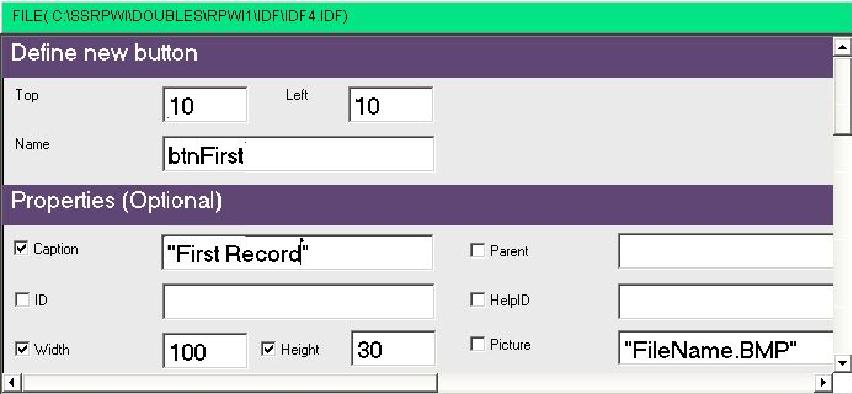 FILE( C:\SSRPWI\DOUBLES\RPWI1\IDF\IDF4.IDF)
Define new button
Top 10 Left 10
Name btnFirst
Properties (Optional)
Caption "First Record" Parent
ID HelpID
Width 100 Height 30 Picture "FileName.BMP"